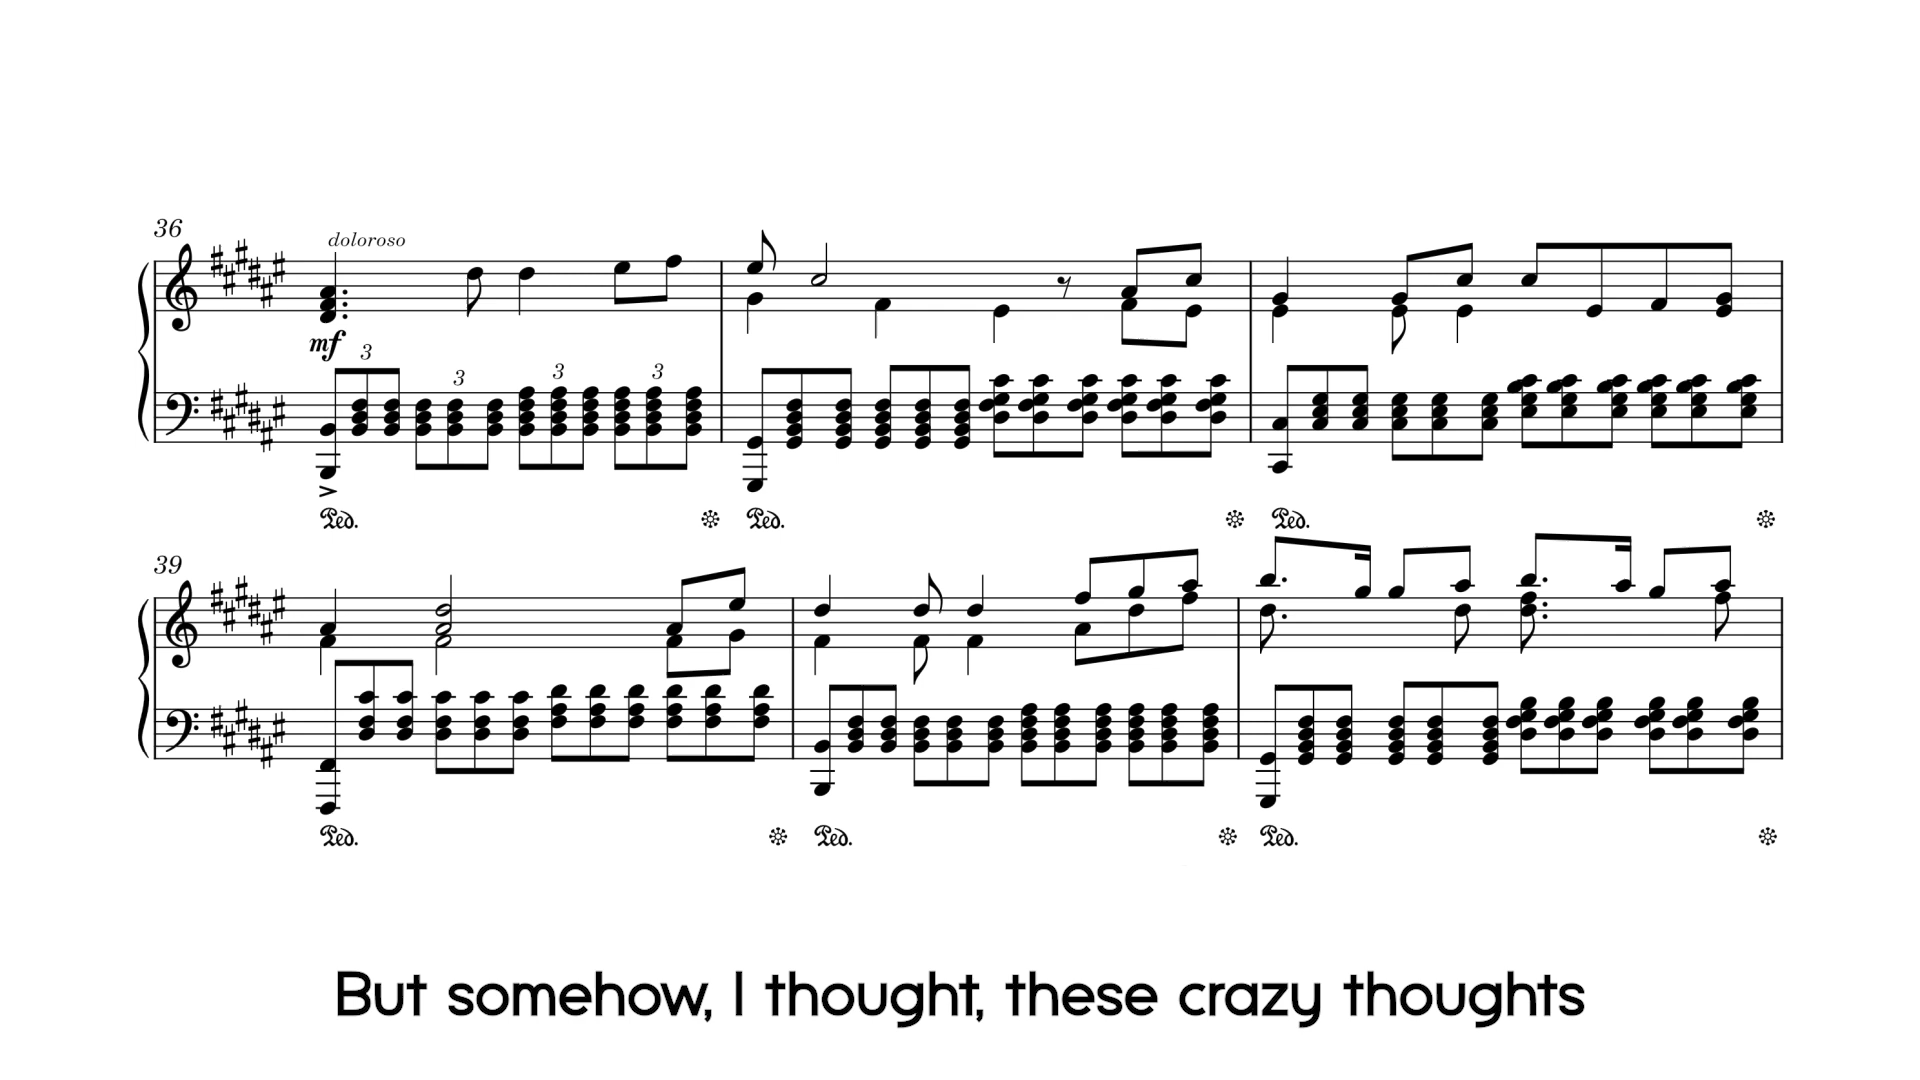 36
doloroso
mf
3
3
3
3
Ped.
Ped.
Ped.
39
Ped.
Ped.
Ped.
But somehow, I thought, these crazy thoughts